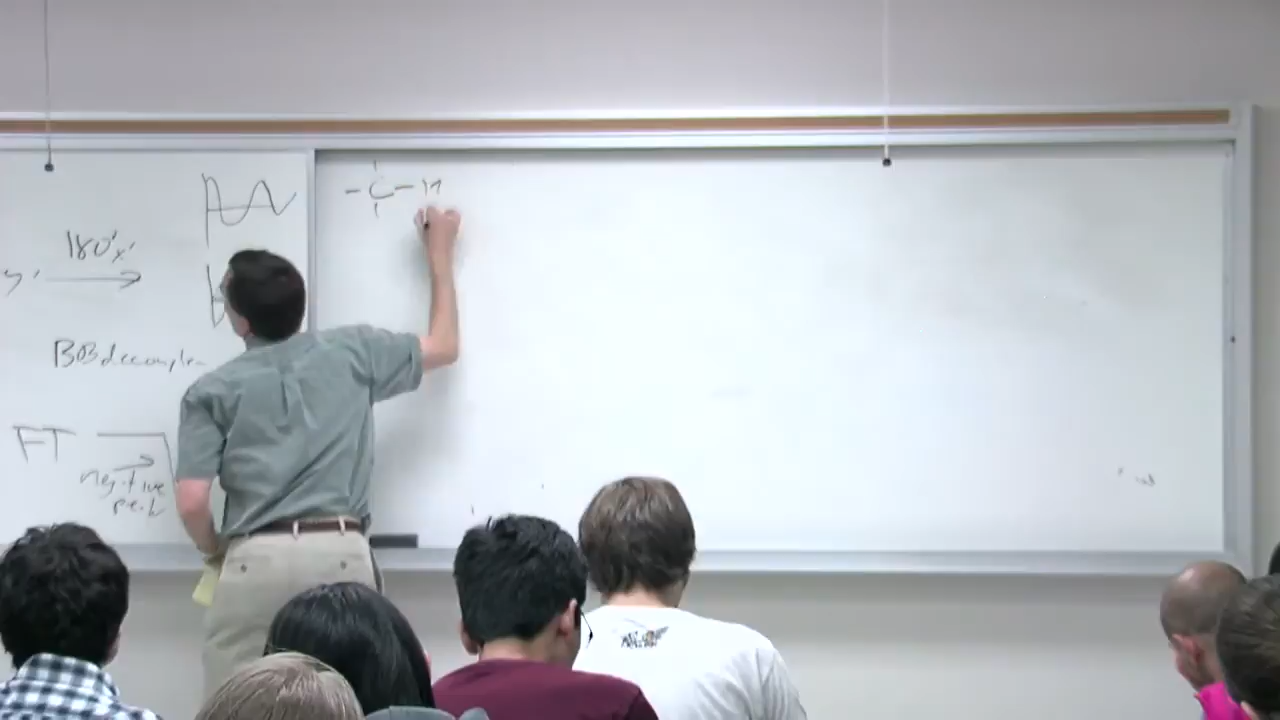 180°x'
y'
BB decouple
FT
negative
peak
-C-H